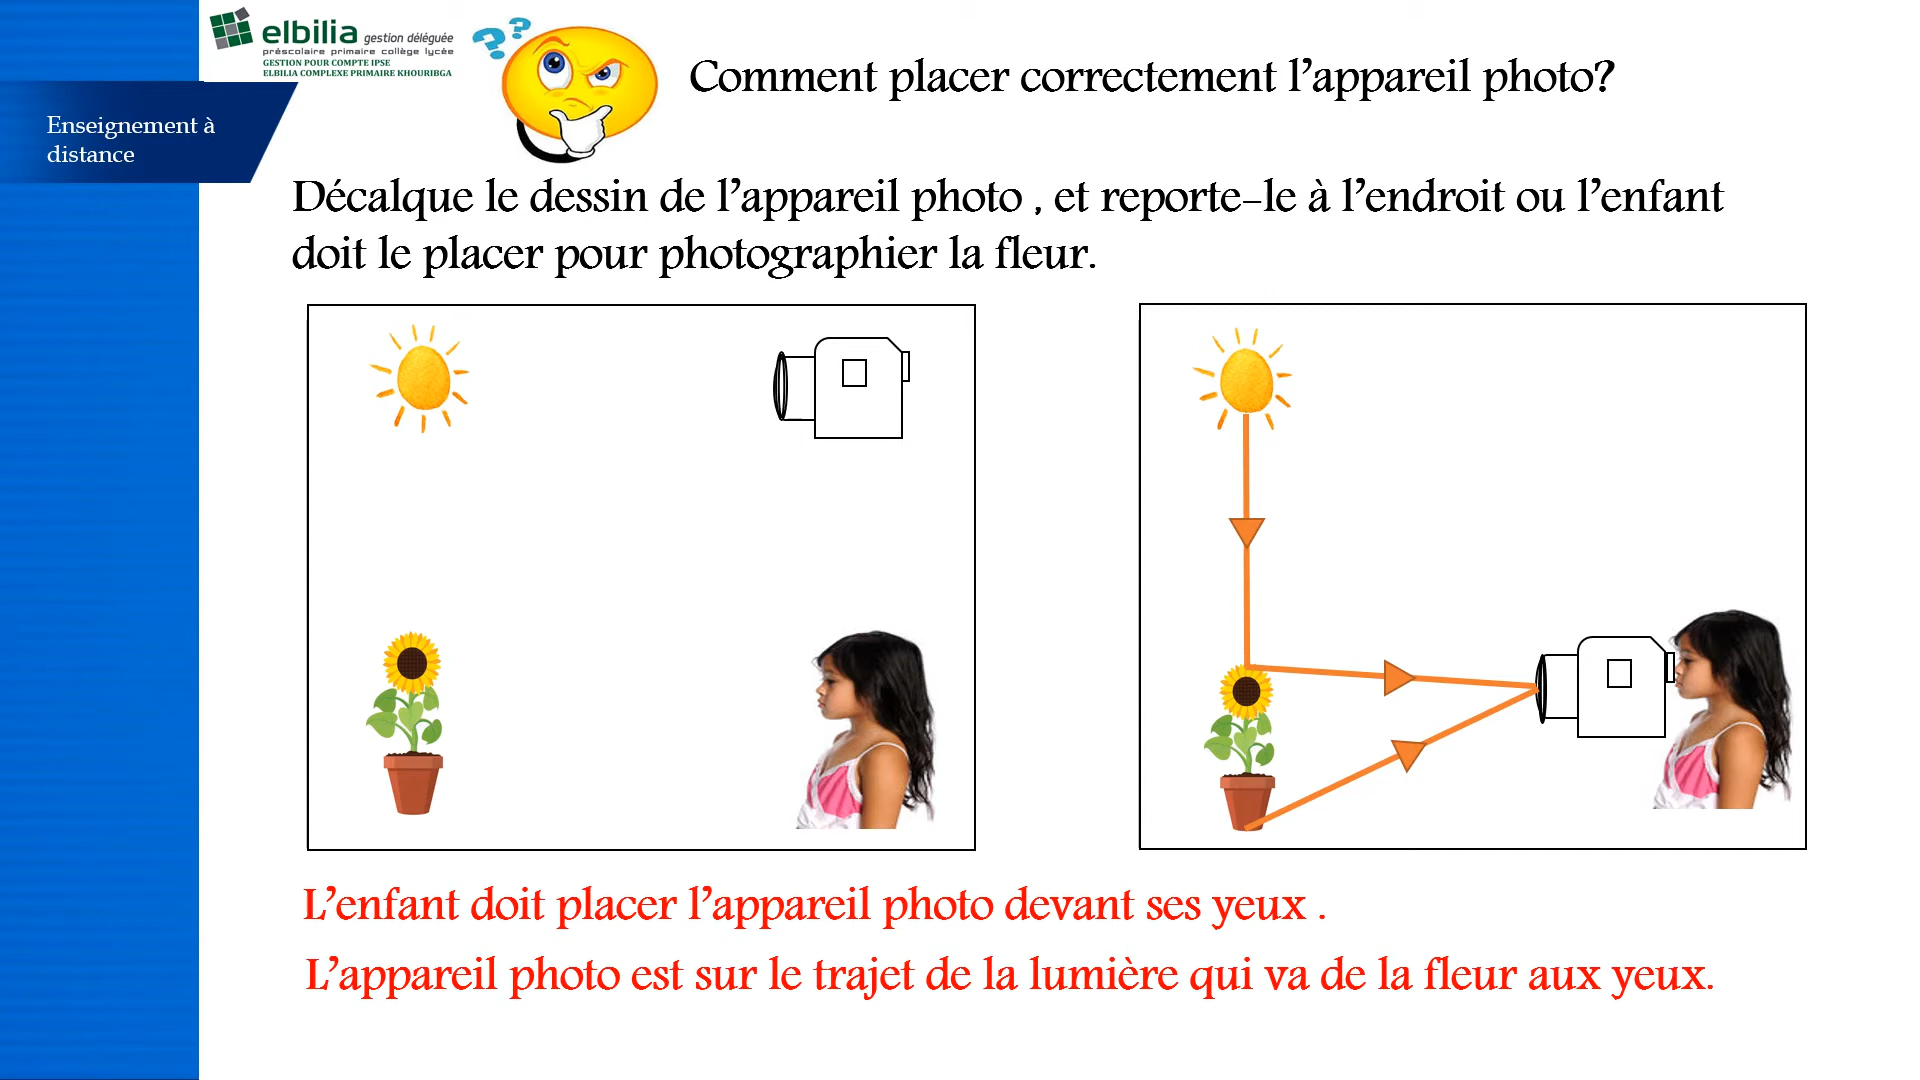 elbilia gestion déléguée
préscolaire primaire collège lycée
GESTION POUR COMPTE IPSE
ELBILIA COMPLEXE PRIMAIRE KHOURIBGA
? ?
Comment placer correctement l'appareil photo?
Enseignement à
distance
Décalque le dessin de l'appareil photo , et reporte-le à l'endroit ou l'enfant
doit le placer pour photographier la fleur.
L'enfant doit placer l'appareil photo devant ses yeux .
L'appareil photo est sur le trajet de la lumière qui va de la fleur aux yeux.